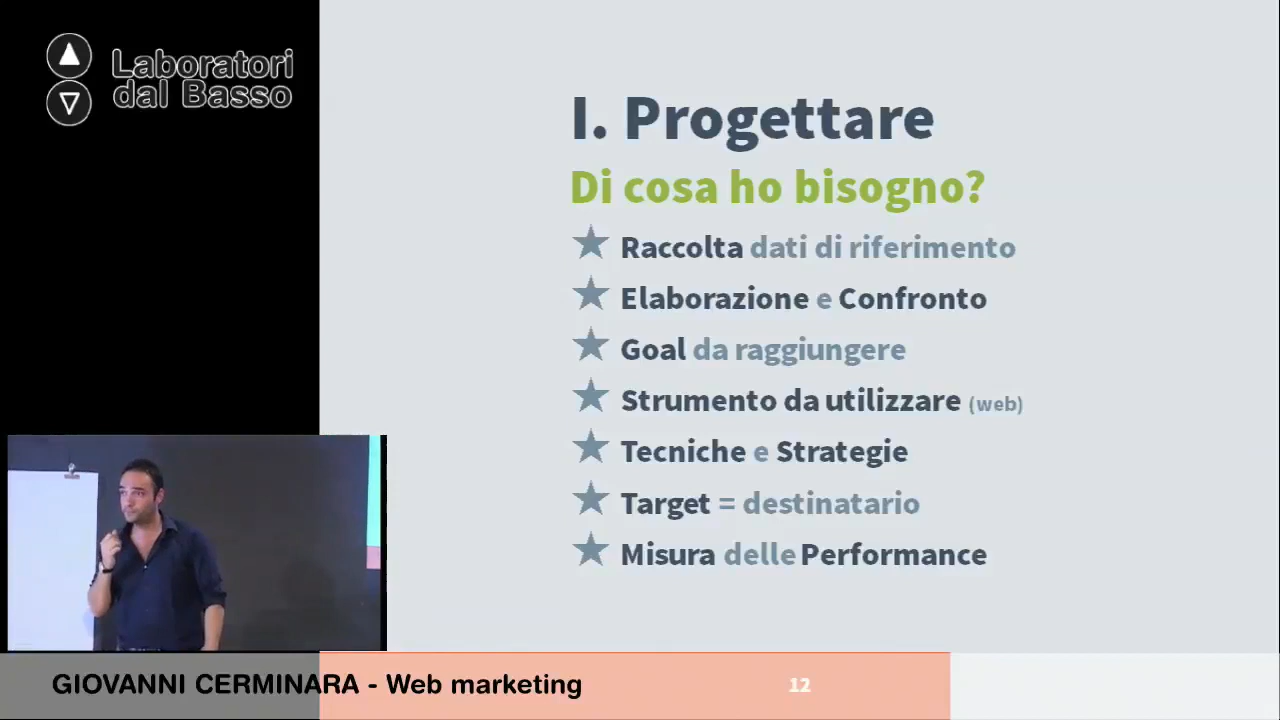 Laboratori
dal Basso
I. Progettare
Di cosa ho bisogno?
Raccolta dati di riferimento
Elaborazione e Confronto
Goal da raggiungere
Strumento da utilizzare (web)
Tecniche e Strategie
Target = destinatario
Misura delle Performance
GIOVANNI CERMINARA - Web marketing
12